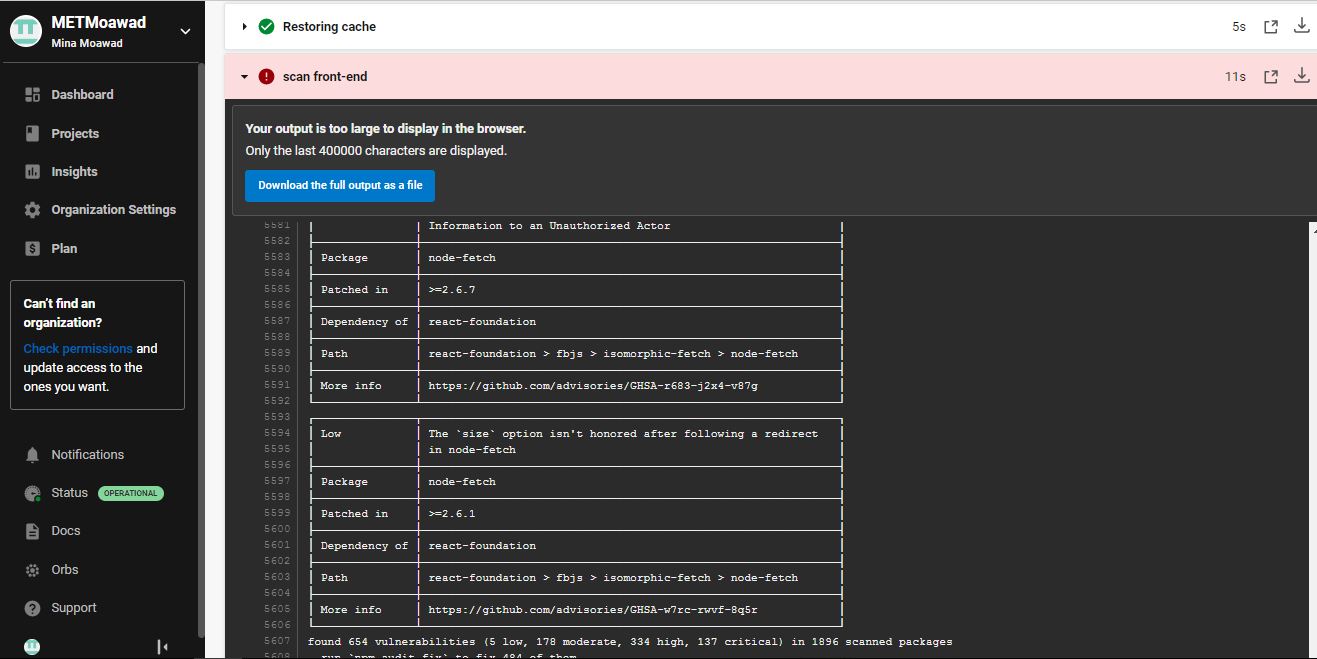 METMoawad
Mina Moawad
Dashboard
Projects
Insights
Organization Settings
Plan
Can't find an
organization?
Check permissions and
update access to the
ones you want.
Notifications
Status OPERATIONAL
Docs
Orbs
Support
Restoring cache 5s
scan front-end 11s
Your output is too large to display in the browser.
Only the last 400000 characters are displayed.
Download the full output as a file
5581 Information to an Unauthorized Actor
5582
5583 Package node-fetch
5584
5585 Patched in >=2.6.7
5586
5587 Dependency of react-foundation
5588
5589 Path react-foundation > fbjs > isomorphic-fetch > node-fetch
5590
5591 More info https://github.com/advisories/GHSA-r683-j2x4-v87g
5592
5593
5594 Low The `size` option isn't honored after following a redirect
5595 in node-fetch
5596
5597 Package node-fetch
5598
5599 Patched in >=2.6.1
5600
5601 Dependency of react-foundation
5602
5603 Path react-foundation > fbjs > isomorphic-fetch > node-fetch
5604
5605 More info https://github.com/advisories/GHSA-w7rc-rwvf-8q5r
5606
5607 found 654 vulnerabilities (5 low, 178 moderate, 334 high, 137 critical) in 1896 scanned packages
5608 run `npm audit fix` to fix 484 of them